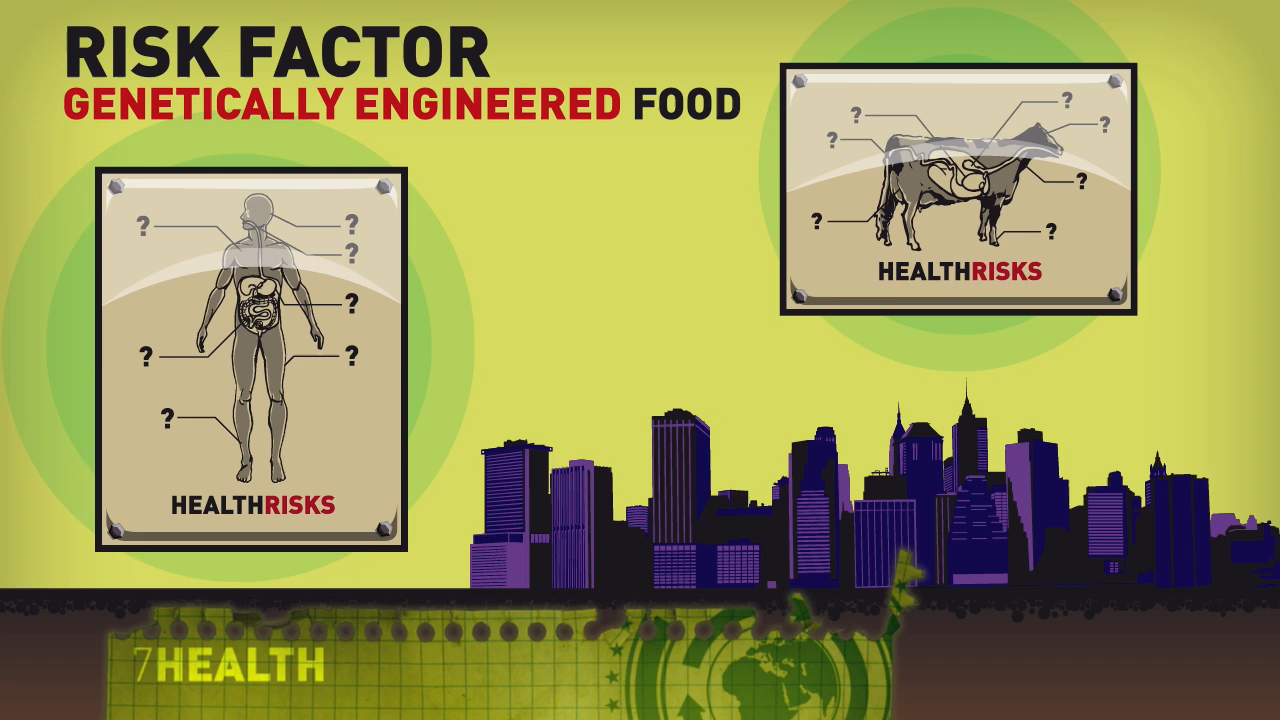 RISK FACTOR
GENETICALLY ENGINEERED FOOD
?
?
?
?
?
?
?
HEALTHRISKS
?
?
?
?
?
?
?
HEALTHRISKS
7HEALTH